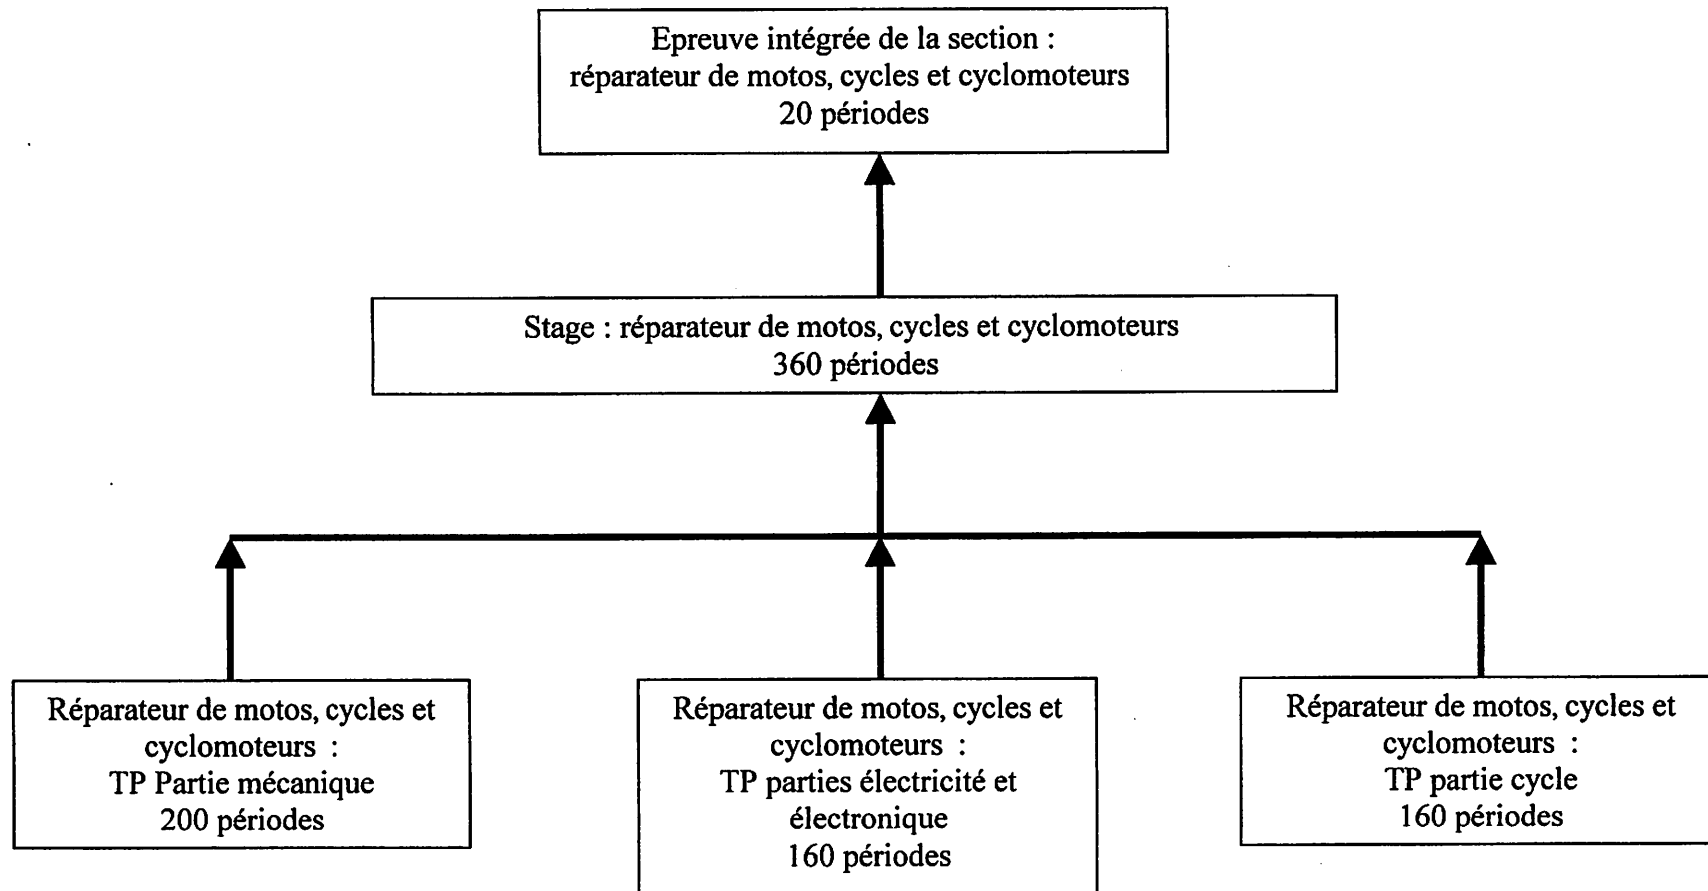 Epreuve intégrée de la section :
réparateur de motos, cycles et cyclomoteurs
20 périodes
Stage : réparateur de motos, cycles et cyclomoteurs
360 périodes
Réparateur de motos, cycles et
cyclomoteurs :
TP Partie mécanique
200 périodes
Réparateur de motos, cycles et
cyclomoteurs :
TP parties électricité et
électronique
160 périodes
Réparateur de motos, cycles et
cyclomoteurs :
TP partie cycle
160 périodes